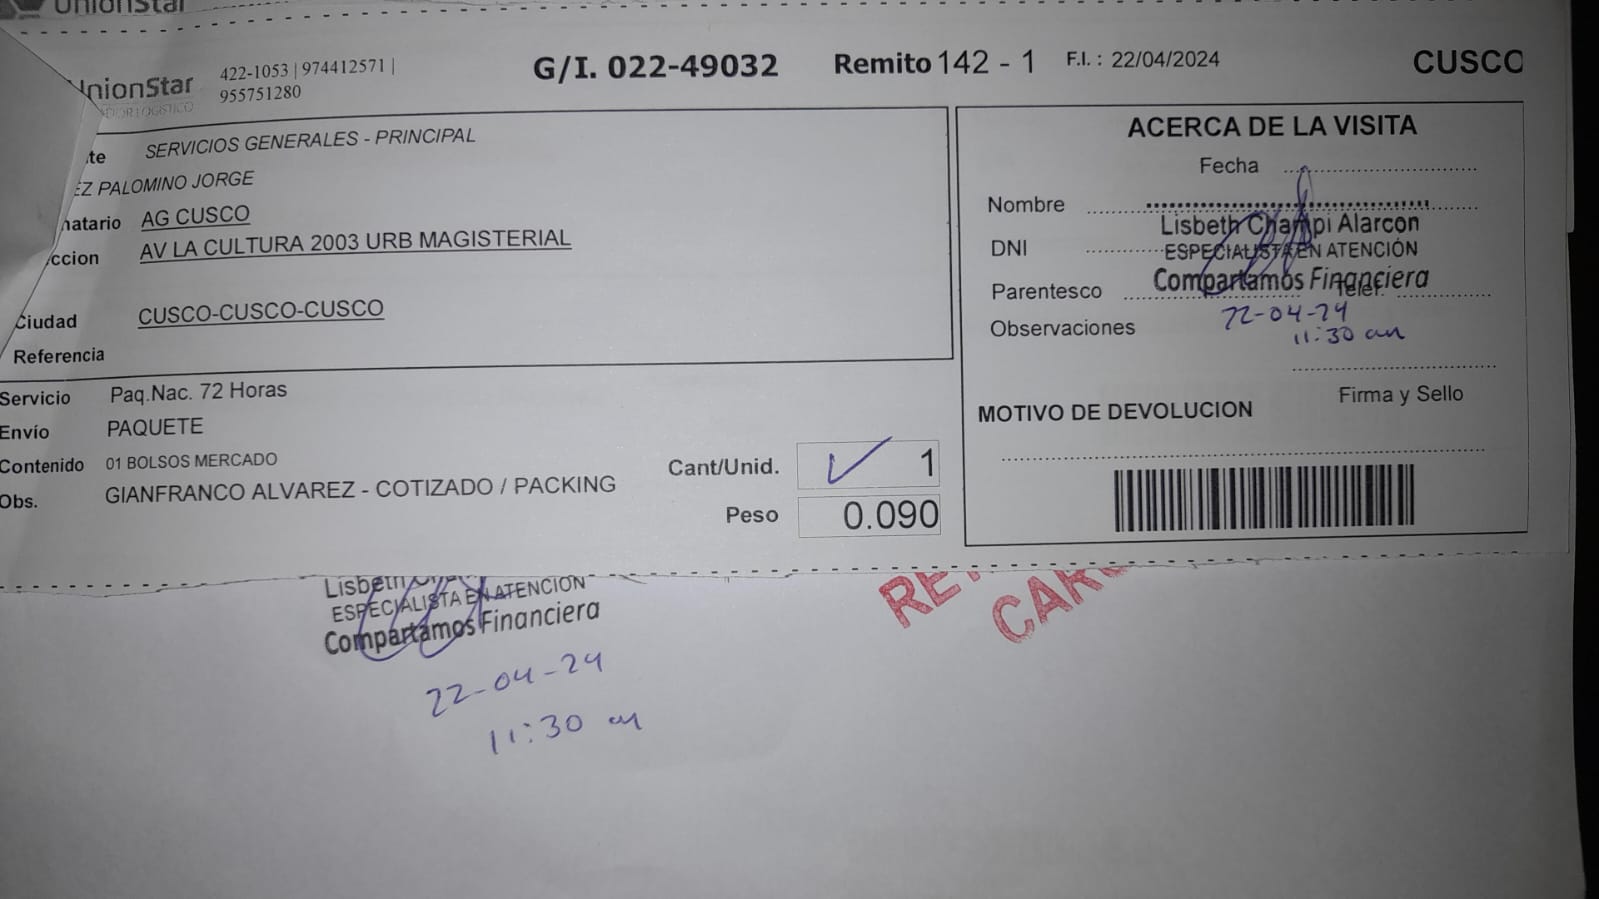 UnionStar
UnionStar
422-1053 | 974412571 |
955751280
G/I. 022-49032
Remito 142 - 1
F.I. : 22/04/2024
CUSCO
te SERVICIOS GENERALES - PRINCIPAL
EZ PALOMINO JORGE
natario AG CUSCO
ccion AV LA CULTURA 2003 URB MAGISTERIAL
Ciudad CUSCO-CUSCO-CUSCO
Referencia
Servicio Paq.Nac. 72 Horas
Envío PAQUETE
Contenido 01 BOLSOS MERCADO
Obs. GIANFRANCO ALVAREZ - COTIZADO / PACKING
Cant/Unid. 1
Peso 0.090
ACERCA DE LA VISITA
Fecha
Nombre
Lisbeth Champi Alarcon
DNI
ESPECIALISTA EN ATENCIÓN
Parentesco
Compartamos Financiera
Telef.
Observaciones
22-04-24
11:30 am
Firma y Sello
MOTIVO DE DEVOLUCION
Lisbeth
ESPECIALISTA EN ATENCIÓN
Compartamos Financiera
22-04-24
11:30 am
RE
CAR